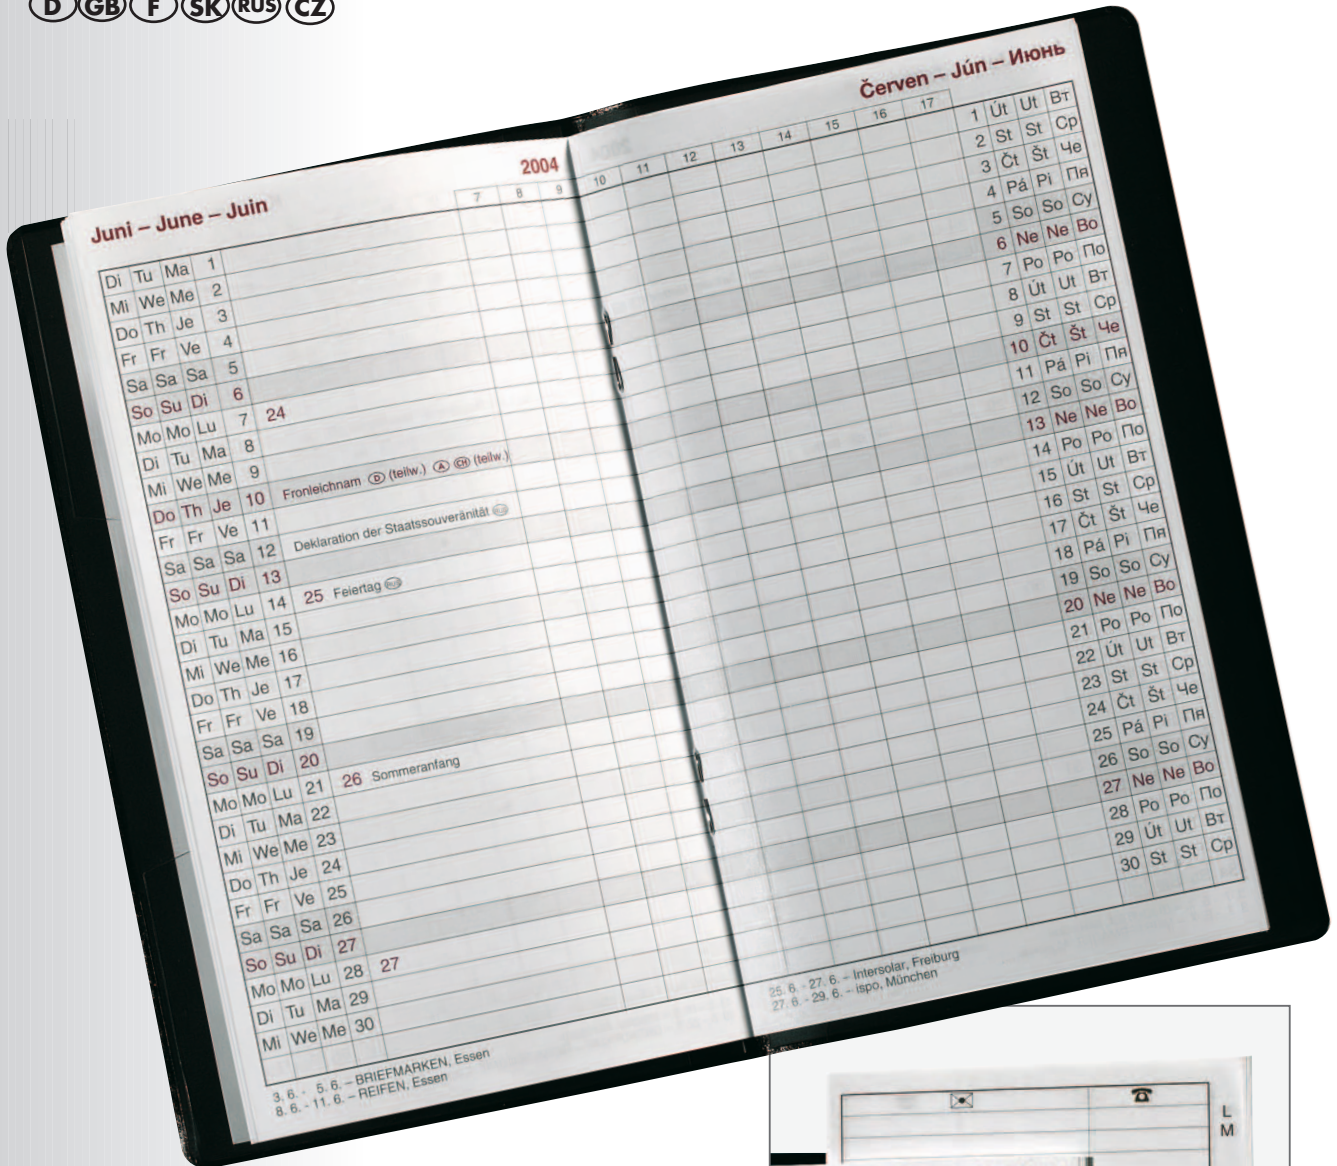 D GB F SK RUS CZ
Juni – June – Juin
2004
7 8 9
Di Tu Ma 1
Mi We Me 2
Do Th Je 3
Fr Fr Ve 4
Sa Sa Sa 5
So Su Di 6
Mo Mo Lu 7 24
Di Tu Ma 8
Mi We Me 9
Do Th Je 10 Fronleichnam D (teilw.) A CH (teilw.)
Fr Fr Ve 11
Sa Sa Sa 12 Deklaration der Staatssouveränität RUS
So Su Di 13
Mo Mo Lu 14 25 Feiertag RUS
Di Tu Ma 15
Mi We Me 16
Do Th Je 17
Fr Fr Ve 18
Sa Sa Sa 19
So Su Di 20
Mo Mo Lu 21 26 Sommeranfang
Di Tu Ma 22
Mi We Me 23
Do Th Je 24
Fr Fr Ve 25
Sa Sa Sa 26
So Su Di 27
Mo Mo Lu 28 27
Di Tu Ma 29
Mi We Me 30
3. 6. - 5. 6. – BRIEFMARKEN, Essen
8. 6. - 11. 6. – REIFEN, Essen
Červen – Jún – Июнь
10 11 12 13 14 15 16 17
1 Út Ut Вт
2 St St Ср
3 Čt Št Че
4 Pá Pi Пя
5 So So Су
6 Ne Ne Во
7 Po Po По
8 Út Ut Вт
9 St St Ср
10 Čt Št Че
11 Pá Pi Пя
12 So So Су
13 Ne Ne Во
14 Po Po По
15 Út Ut Вт
16 St St Ср
17 Čt Št Че
18 Pá Pi Пя
19 So So Су
20 Ne Ne Во
21 Po Po По
22 Út Ut Вт
23 St St Ср
24 Čt Št Че
25 Pá Pi Пя
26 So So Су
27 Ne Ne Во
28 Po Po По
29 Út Ut Вт
30 St St Ср
25. 6. - 27. 6. – Intersolar, Freiburg
27. 6. - 29. 6. – ispo, München
L
M